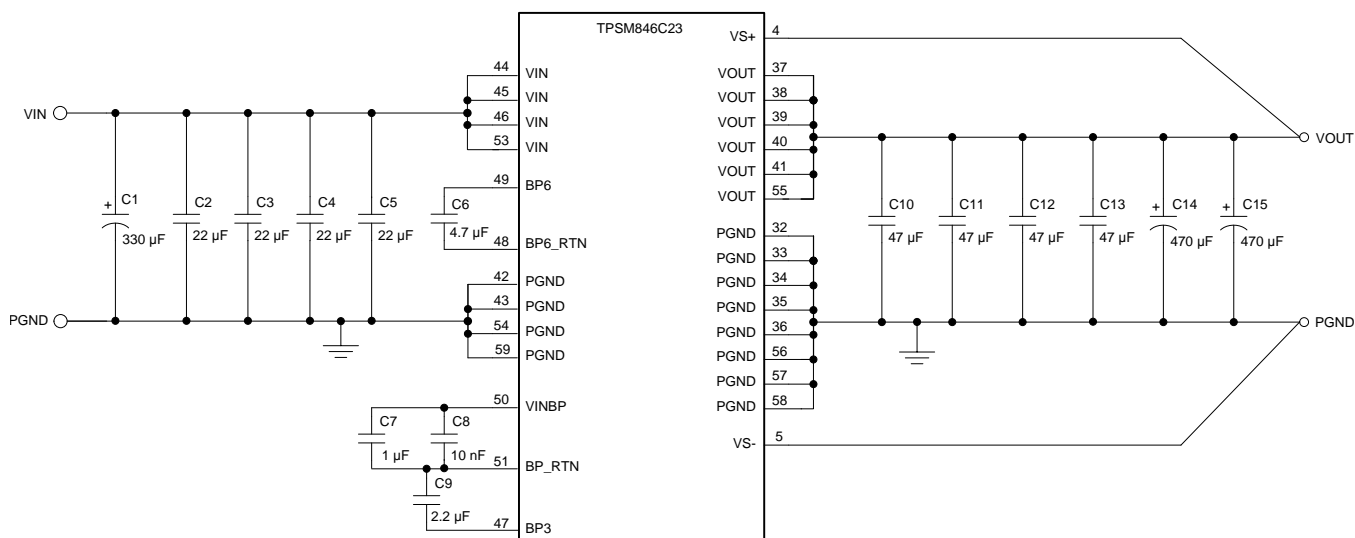 TPSM846C23
VIN
PGND
44 VIN
45 VIN
46 VIN
53 VIN
49 BP6
48 BP6_RTN
42 PGND
43 PGND
54 PGND
59 PGND
50 VINBP
51 BP_RTN
47 BP3
+ C1
330 µF
C2
22 µF
C3
22 µF
C4
22 µF
C5
22 µF
C6
4.7 µF
C7
1 µF
C8
10 nF
C9
2.2 µF
VS+ 4
VOUT 37
VOUT 38
VOUT 39
VOUT 40
VOUT 41
VOUT 55
PGND 32
PGND 33
PGND 34
PGND 35
PGND 36
PGND 56
PGND 57
PGND 58
VS- 5
C10
47 µF
C11
47 µF
C12
47 µF
C13
47 µF
+ C14
470 µF
+ C15
470 µF
VOUT
PGND